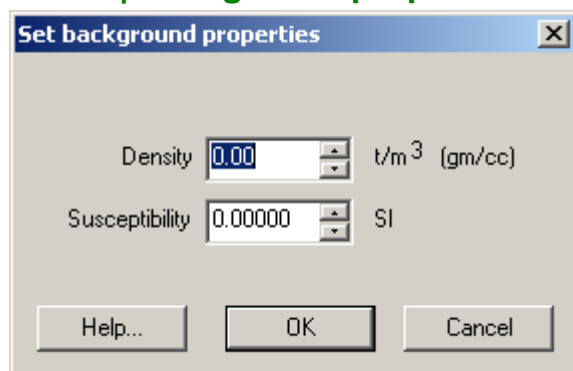 Set background properties
Density 0.00 t/m³ (gm/cc)
Susceptibility 0.00000 SI
Help... OK Cancel